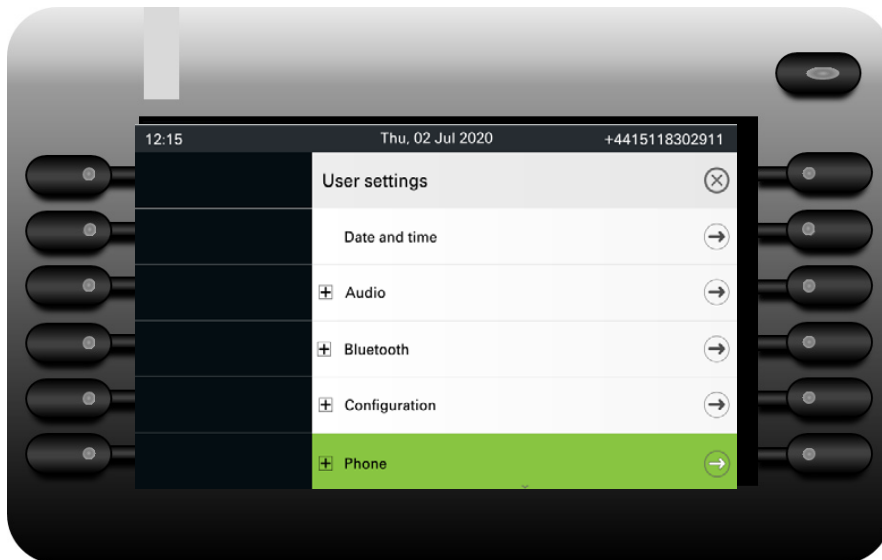 12:15 Thu, 02 Jul 2020 +4415118302911
User settings
Date and time
Audio
Bluetooth
Configuration
Phone